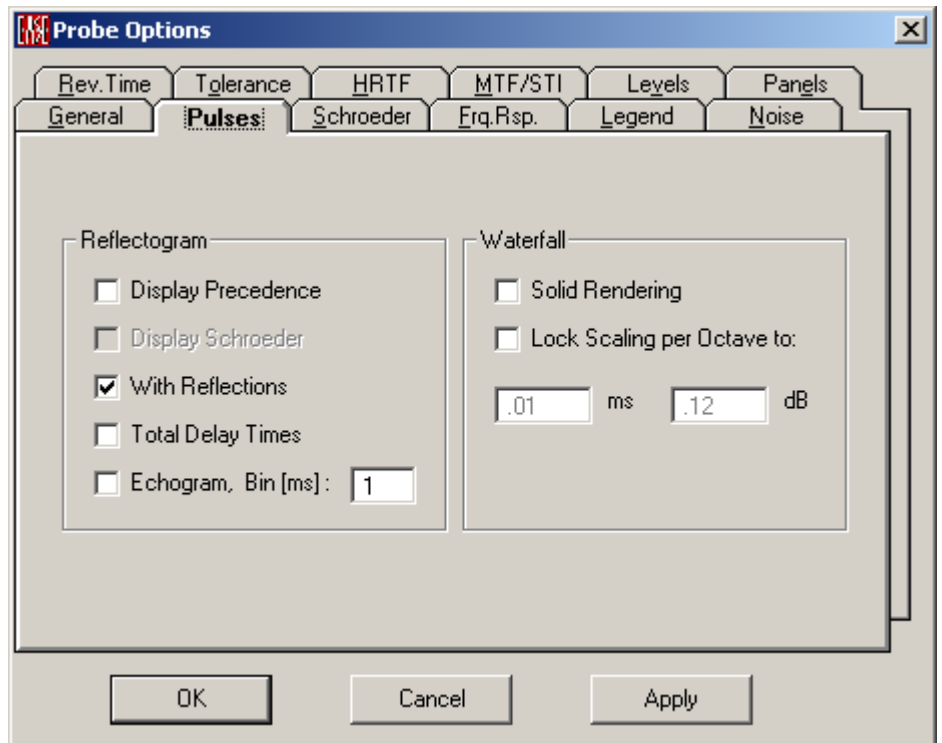 EASE Probe Options
Rev.Time Tolerance HRTF MTF/STI Levels Panels
General Pulses Schroeder Frq.Rsp. Legend Noise
Reflectogram Waterfall
Display Precedence Solid Rendering
Display Schroeder Lock Scaling per Octave to:
With Reflections .01 ms .12 dB
Total Delay Times
Echogram, Bin [ms] : 1
OK Cancel Apply